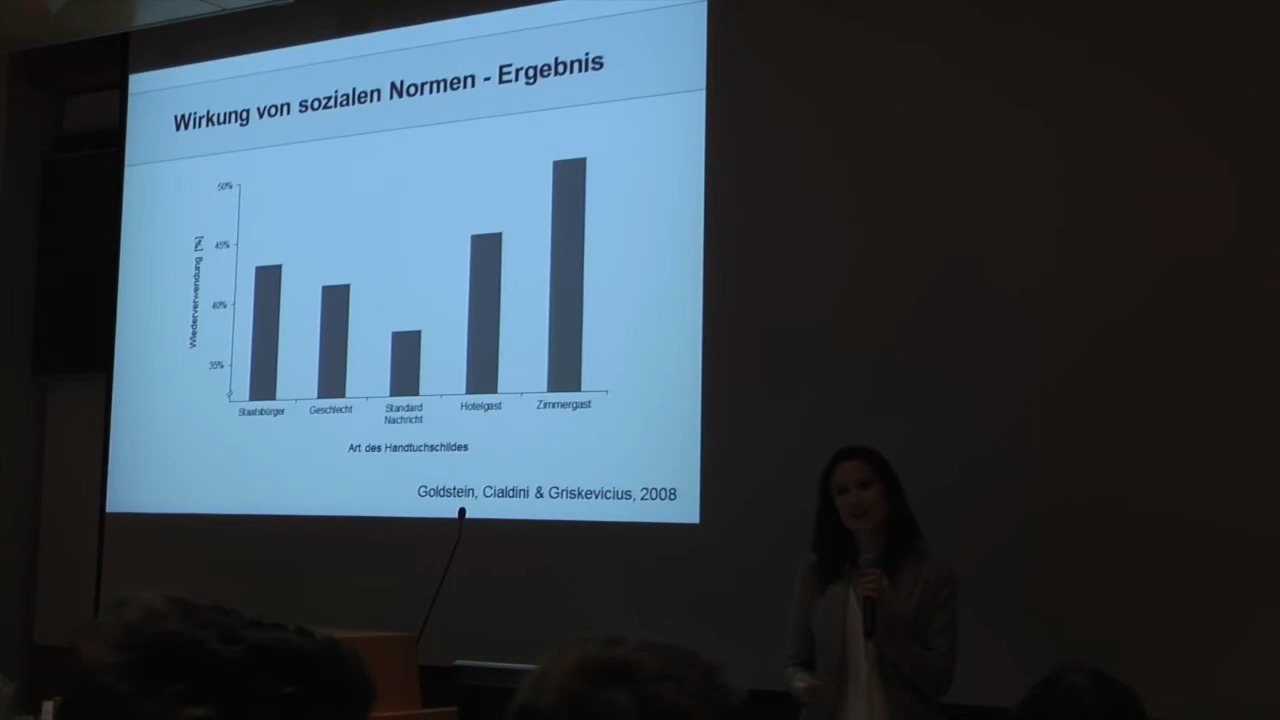 Wirkung von sozialen Normen - Ergebnis
50%
45%
40%
35%
Wiederverwendung [%]
Staatsbürger
Geschlecht
Standard
Nachricht
Hotelgast
Zimmergast
Art des Handtuchschildes
Goldstein, Cialdini & Griskevicius, 2008